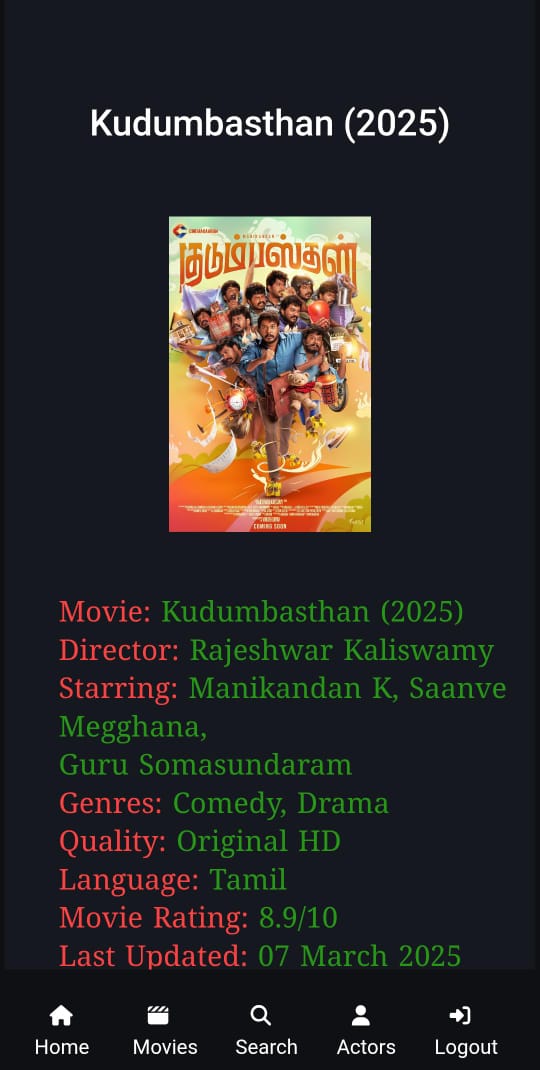 Kudumbasthan (2025)
குடும்பஸ்தன்
Movie: Kudumbasthan (2025)
Director: Rajeshwar Kaliswamy
Starring: Manikandan K, Saanve
Megghana,
Guru Somasundaram
Genres: Comedy, Drama
Quality: Original HD
Language: Tamil
Movie Rating: 8.9/10
Last Updated: 07 March 2025
Home Movies Search Actors Logout